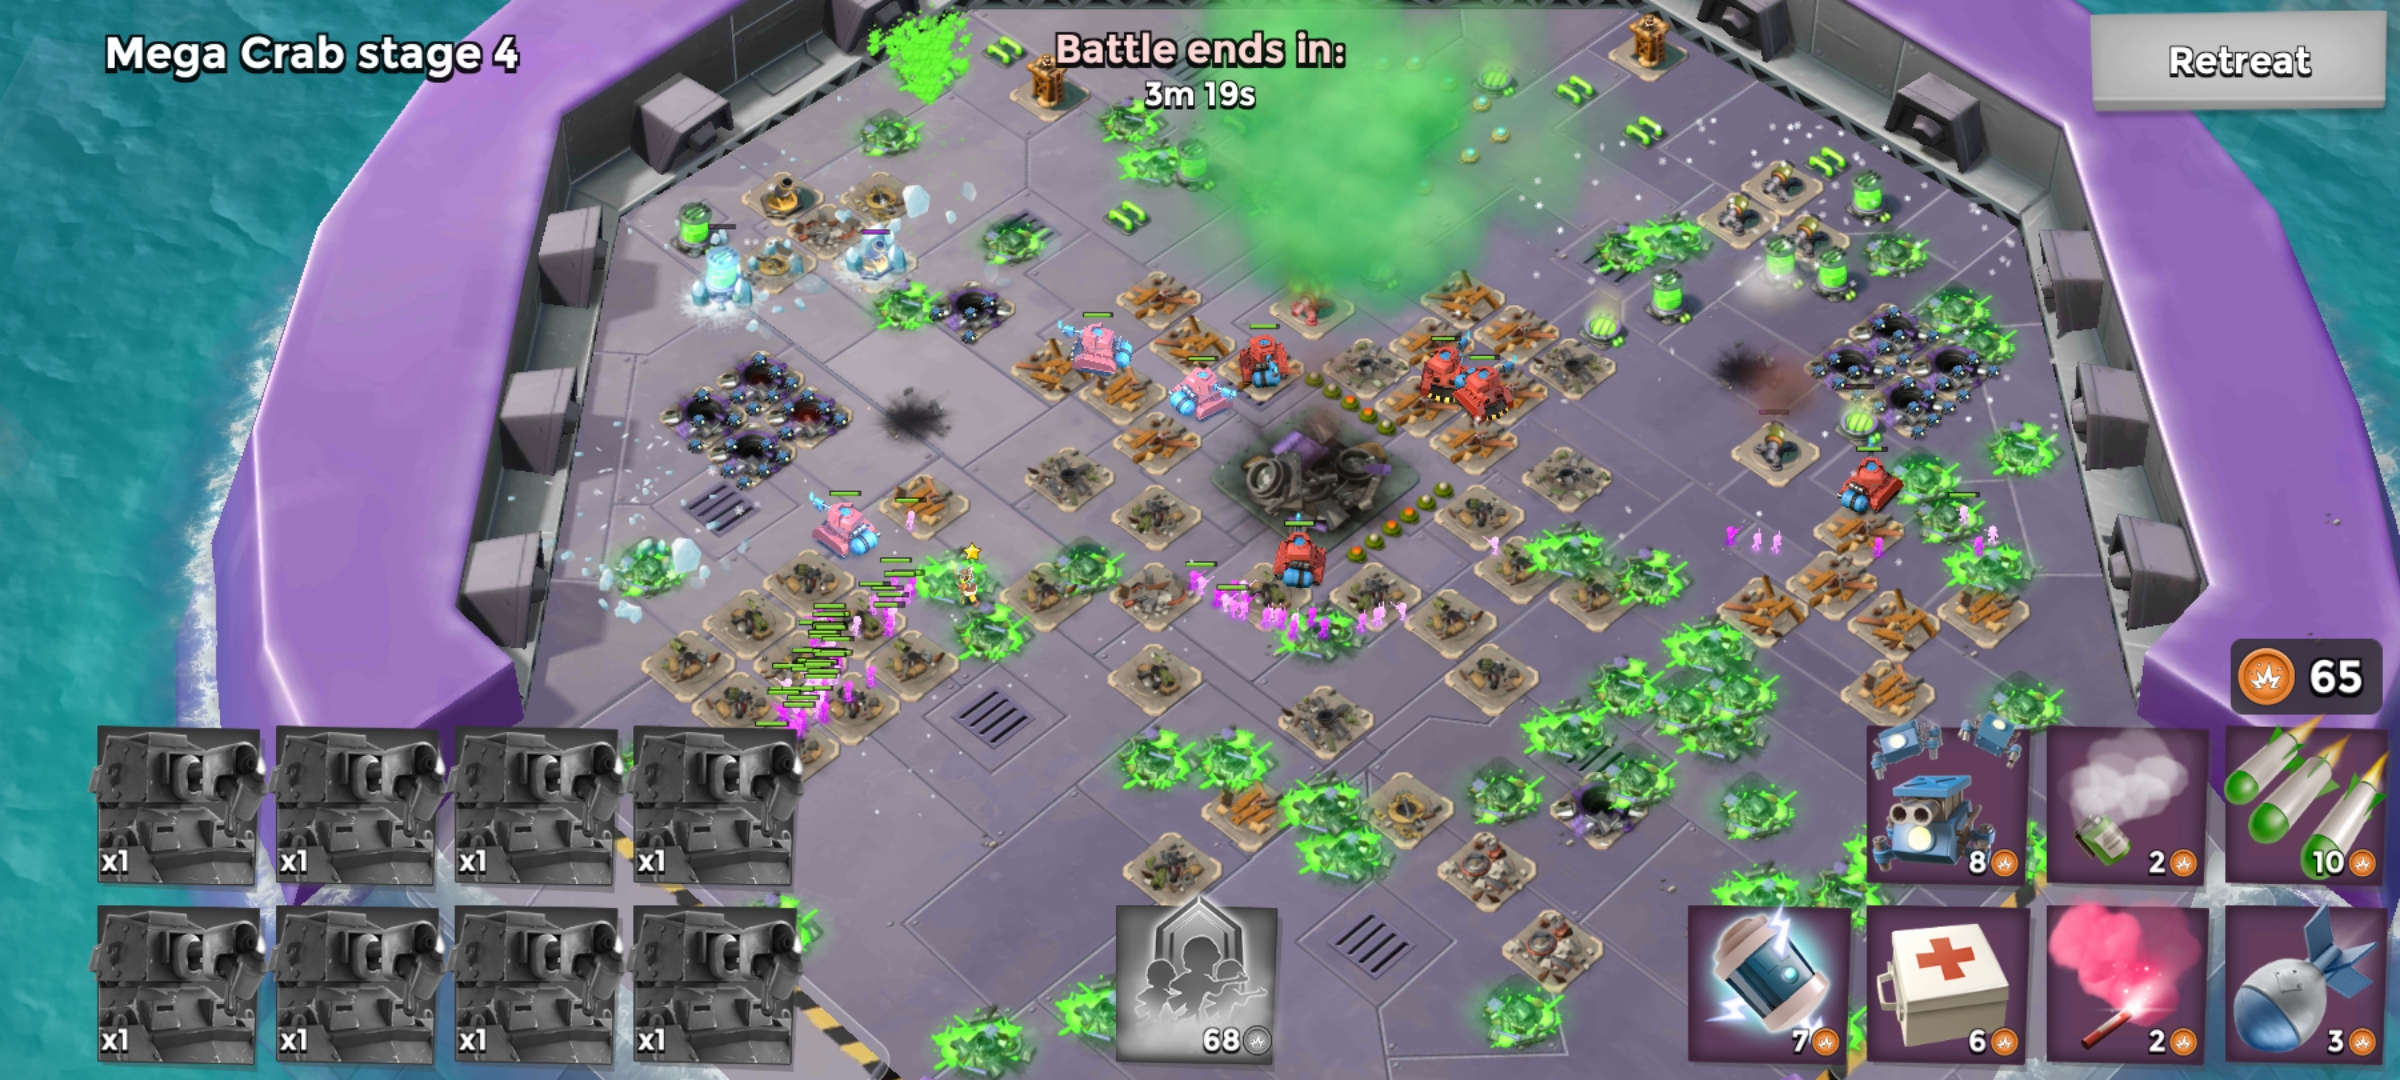 Mega Crab stage 4
Battle ends in:
3m 19s
Retreat
65
x1
x1
x1
x1
8
2
10
x1
x1
x1
x1
68
7
6
2
3